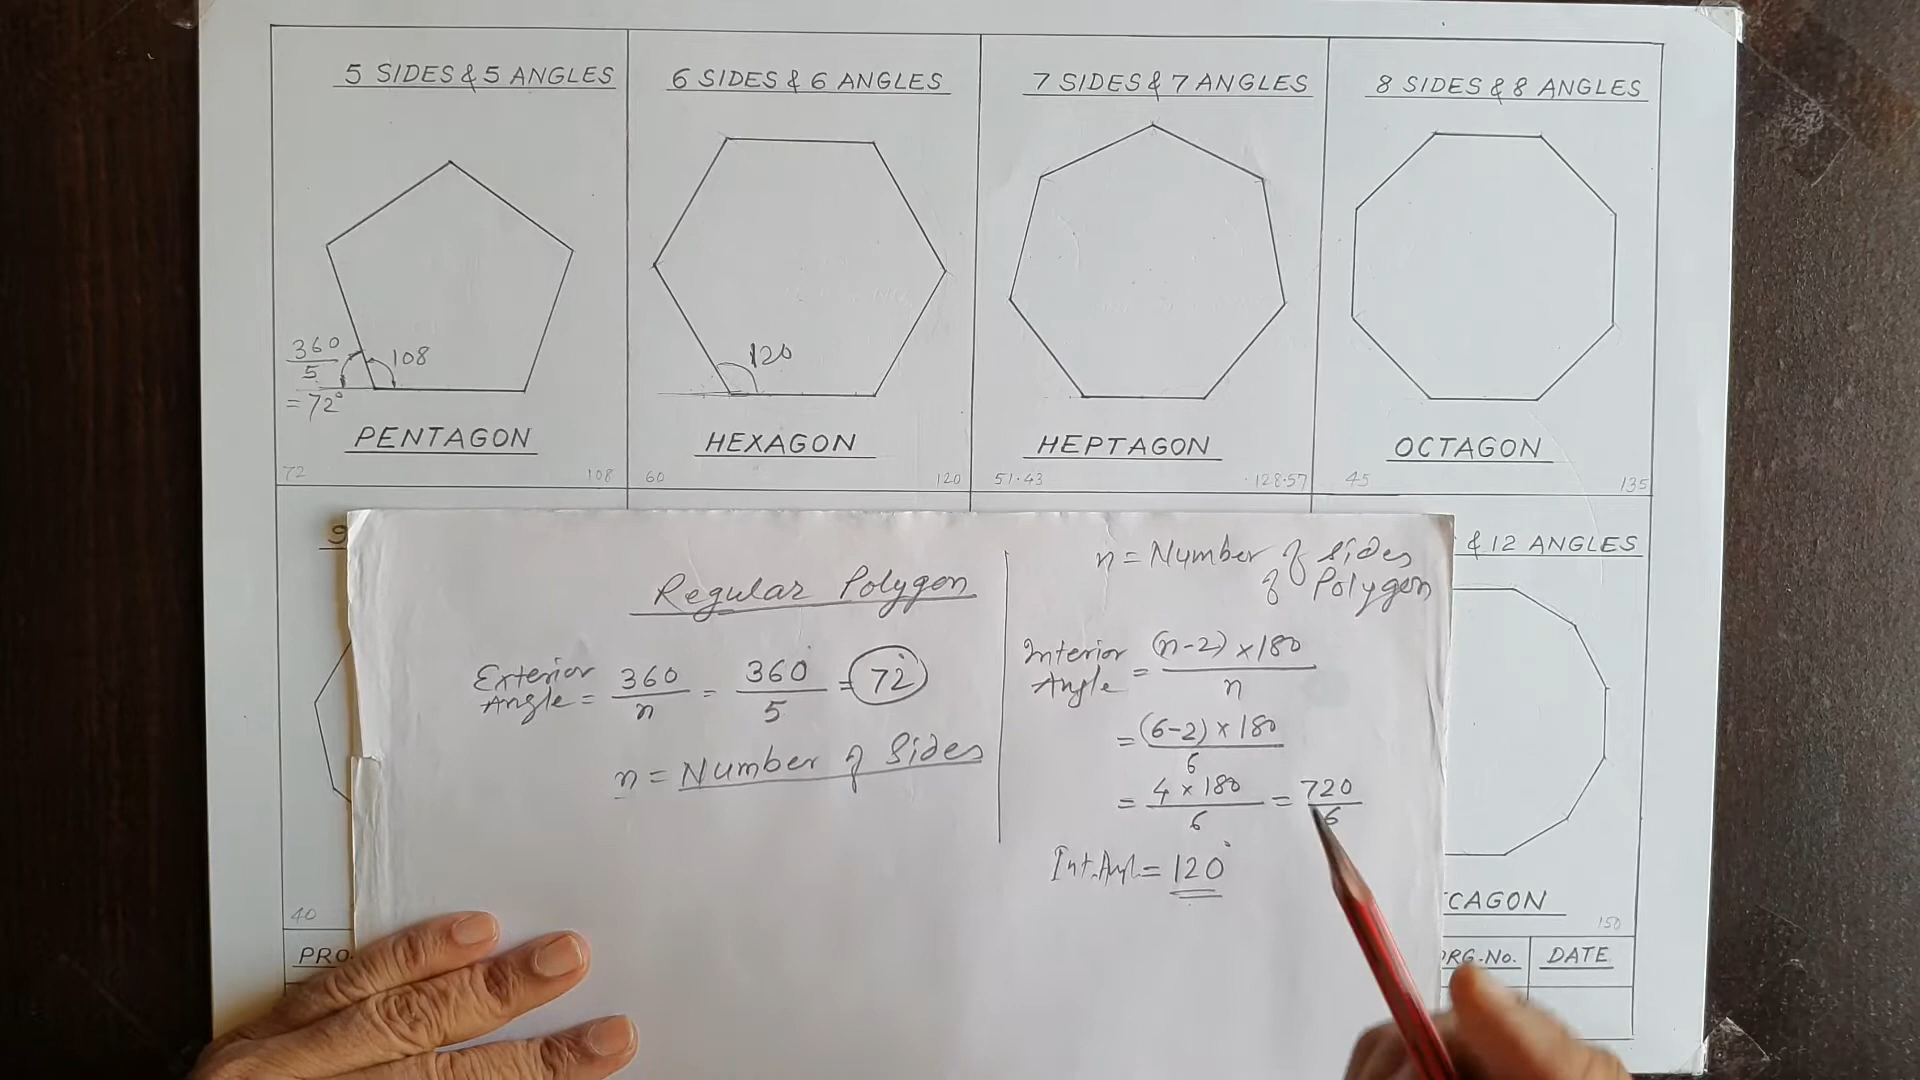 5 SIDES & 5 ANGLES
6 SIDES & 6 ANGLES
7 SIDES & 7 ANGLES
8 SIDES & 8 ANGLES
360
5
= 72°
108
120
PENTAGON
HEXAGON
HEPTAGON
OCTAGON
72
108
60
120
51.43
128.57
45
135
9
& 12 ANGLES
Regular Polygon
Exterior Angle = 360/n = 360°/5 = 72°
n = Number of Sides
n = Number of Sides
of Polygon
Interior Angle = (n-2) × 180/n
= (6-2) × 180/6
= 4 × 180/6 = 720/6
Int. Angl. = 120°
40
CAGON
150
PRO
DRG. No.
DATE